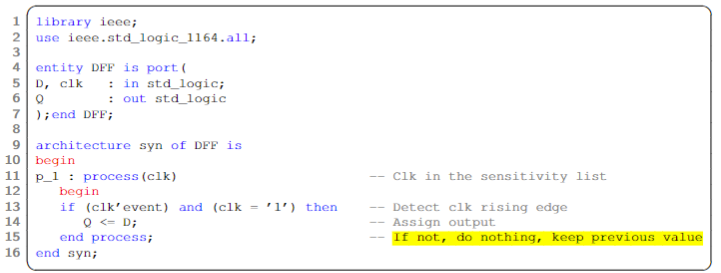 1 library ieee;
2 use ieee.std_logic_1164.all;
3
4 entity DFF is port(
5 D, clk   : in std_logic;
6 Q        : out std_logic
7 );end DFF;
8
9 architecture syn of DFF is
10 begin
11 p_1 : process(clk)                         -- Clk in the sensitivity list
12    begin
13    if (clk'event) and (clk = '1') then     -- Detect clk rising edge
14       Q <= D;                              -- Assign output
15    end process;                            -- If not, do nothing, keep previous value
16 end syn;